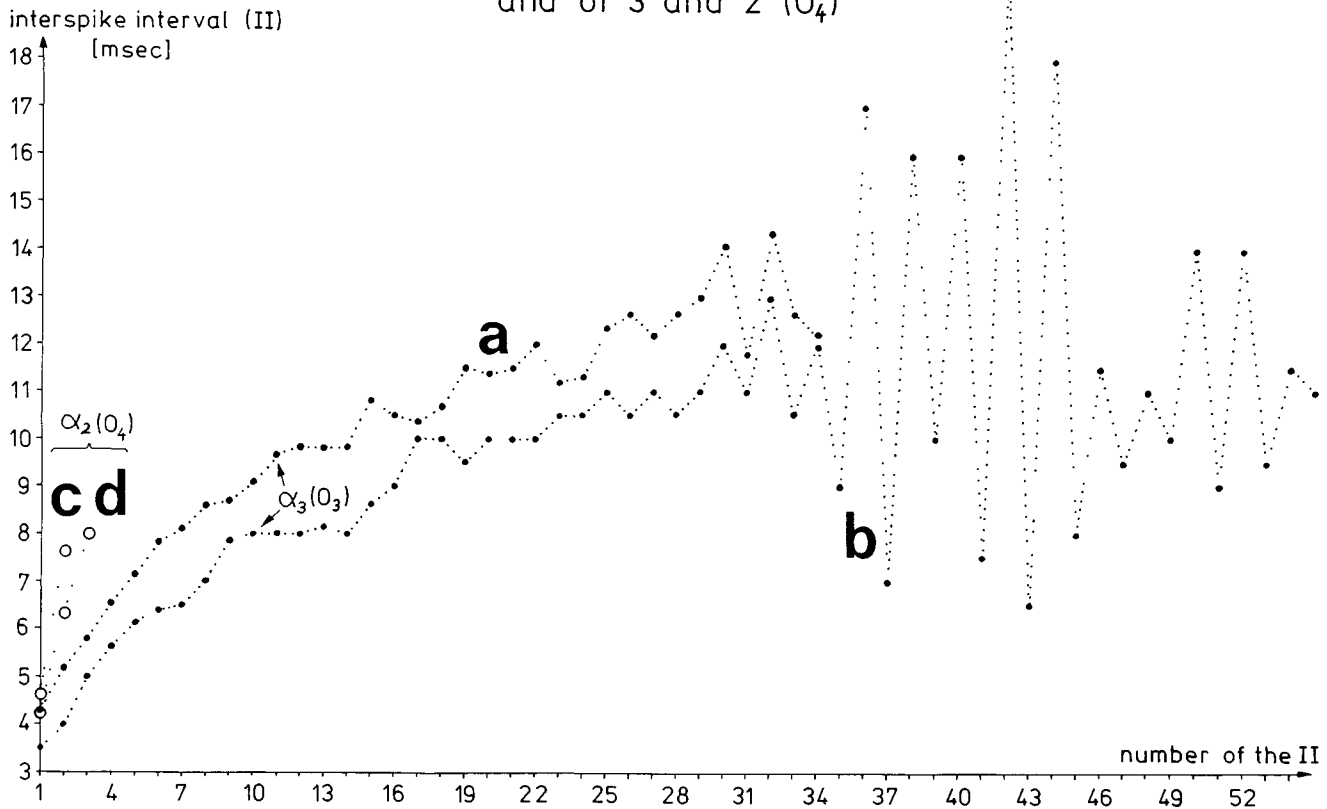 and of 3 and 2 (O₄)
interspike interval (II)
[msec]
18
17
16
15
14
13
12
11
10
9
8
7
6
5
4
3
a
α₂(O₄)
c d
α₃(O₃)
b
number of the II
1 4 7 10 13 16 19 22 25 28 31 34 37 40 43 46 49 52